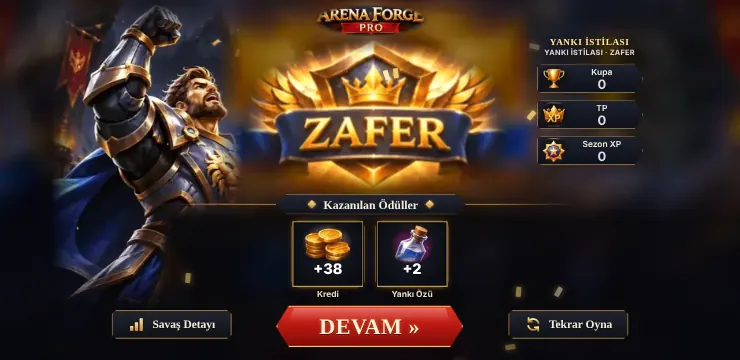 ARENA FORGE
PRO
ZAFER
YANKI İSTİLASI
YANKI İSTİLASI · ZAFER
Kupa
0
XP
TP
0
Sezon XP
0
Kazanılan Ödüller
+38
Kredi
+2
Yankı Özü
Savaş Detayı
DEVAM »
Tekrar Oyna